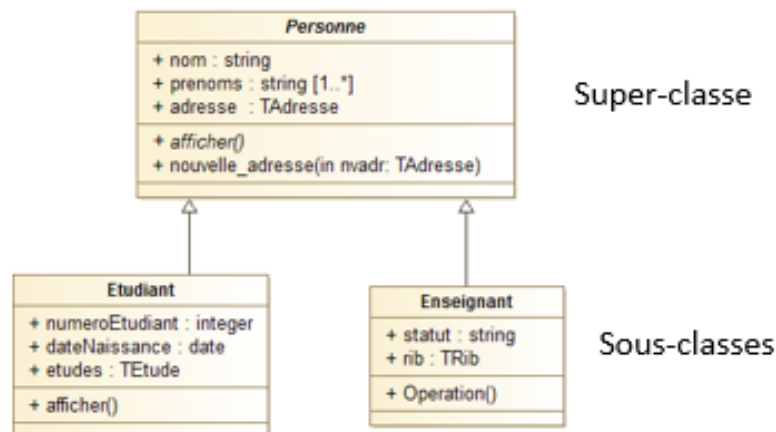 Personne
+ nom : string
+ prenoms : string [1..*]
+ adresse : TAdresse
+ afficher()
+ nouvelle_adresse(in nvadr: TAdresse)
Super-classe
Etudiant
+ numeroEtudiant : integer
+ dateNaissance : date
+ etudes : TEtude
+ afficher()
Enseignant
+ statut : string
+ rib : TRib
+ Operation()
Sous-classes